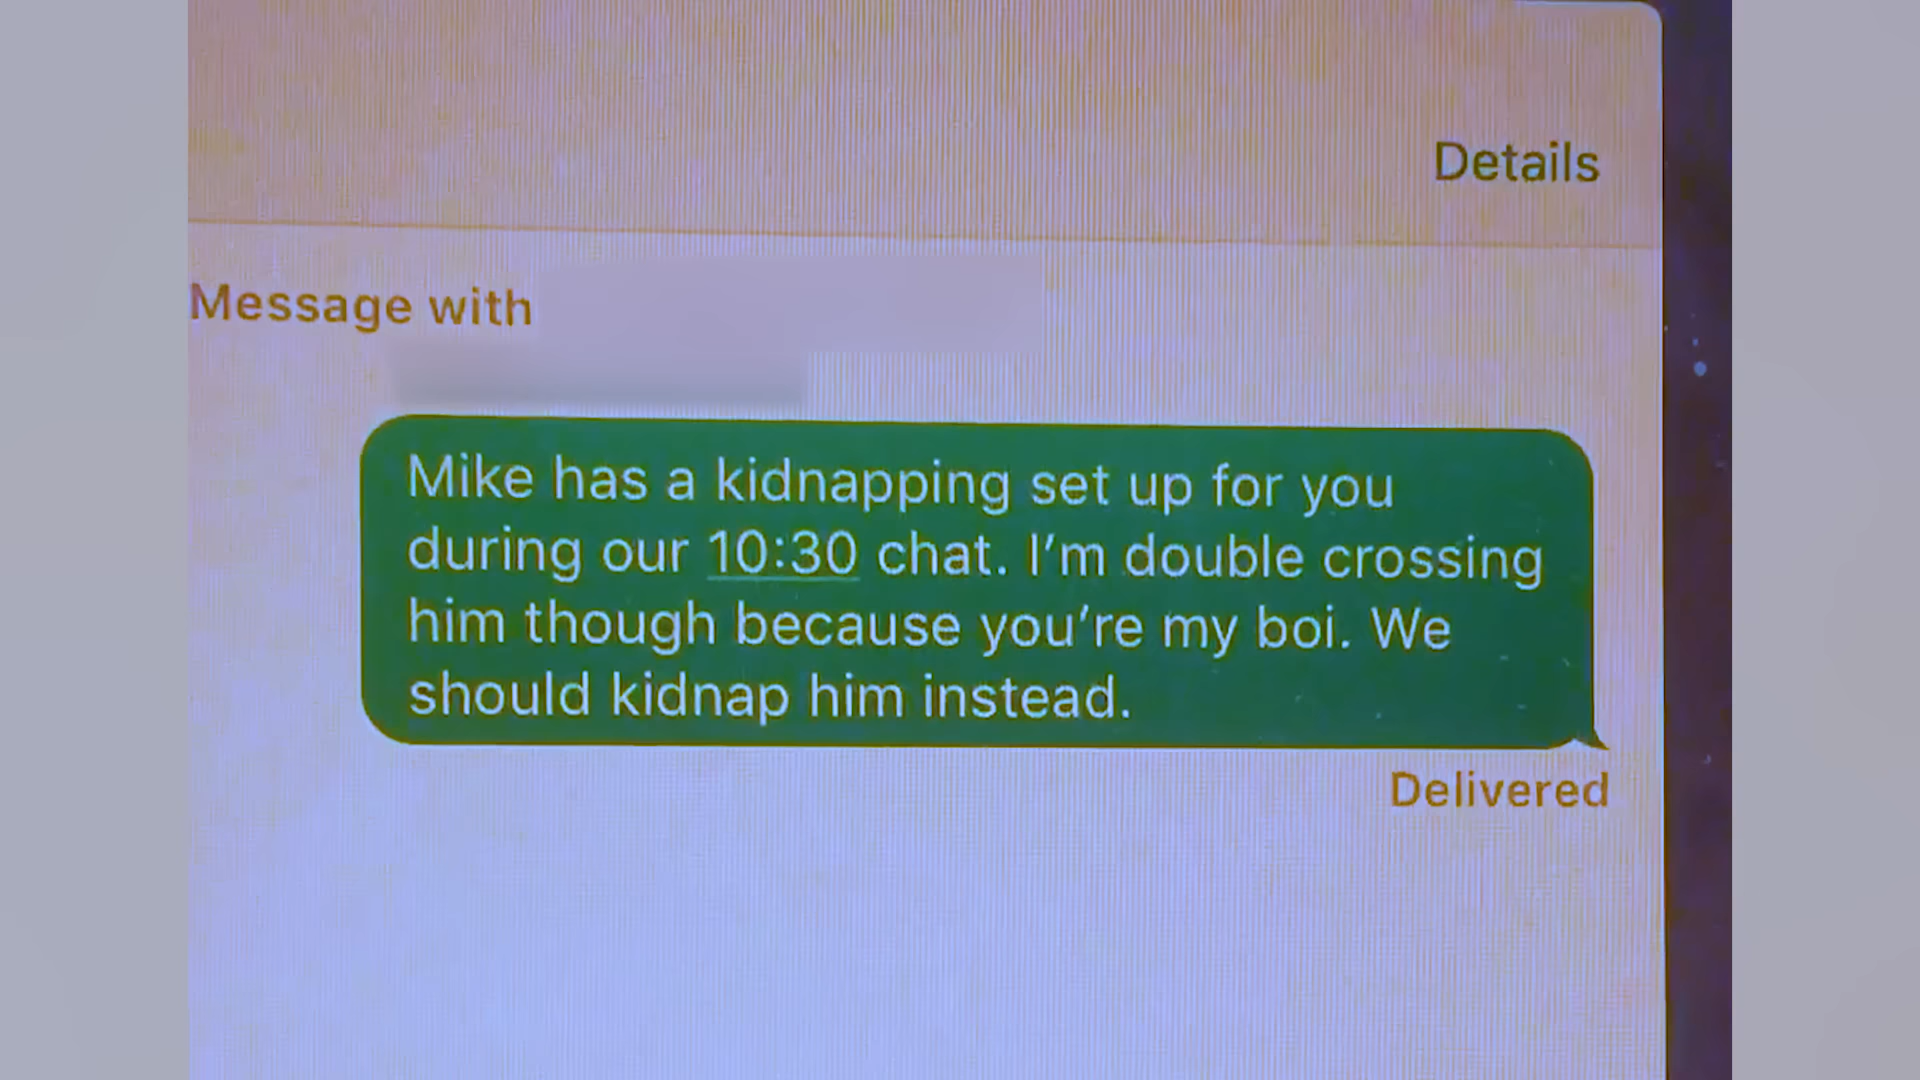 Details
Message with
Mike has a kidnapping set up for you
during our 10:30 chat. I'm double crossing
him though because you're my boi. We
should kidnap him instead.
Delivered